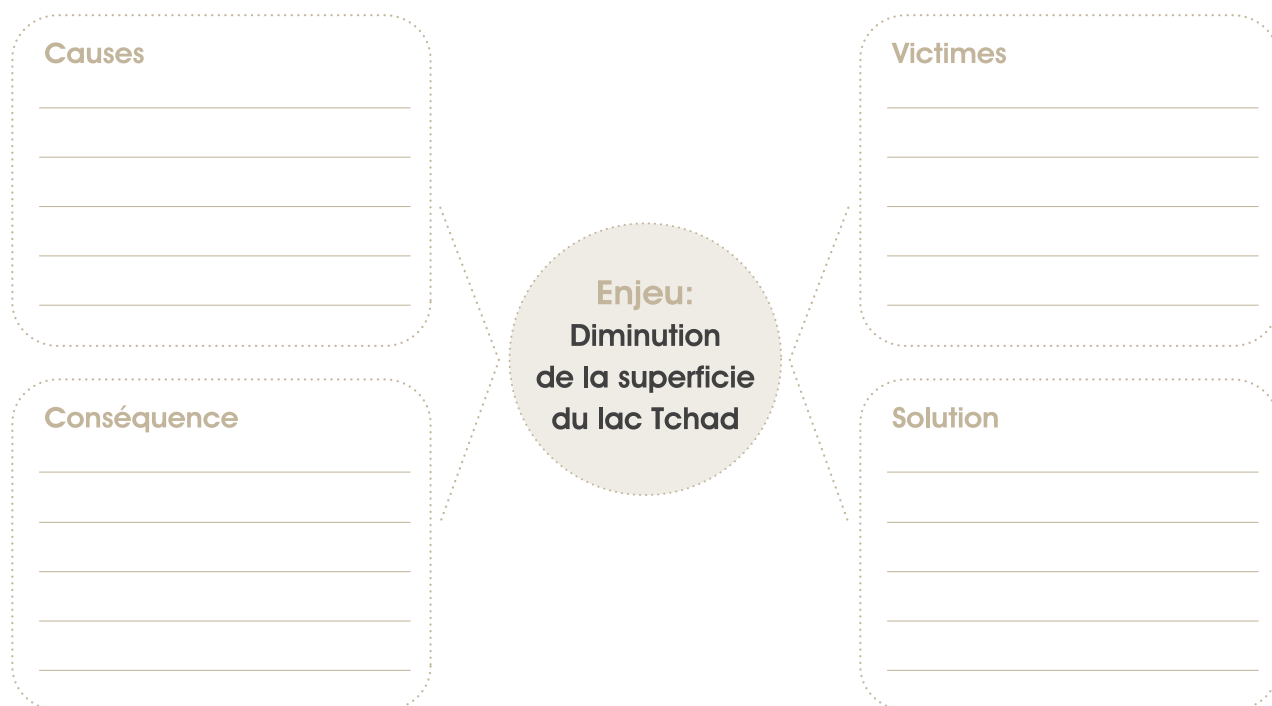 Causes
Victimes
Enjeu:
Diminution
de la superficie
du lac Tchad
Conséquence
Solution